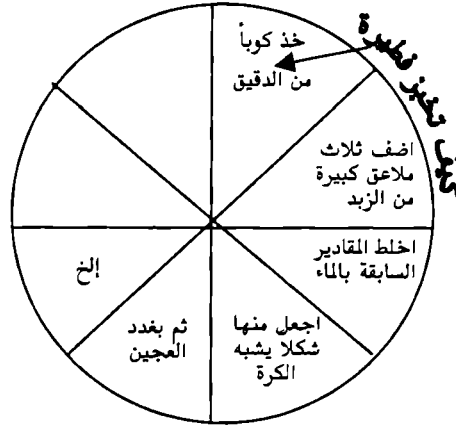 كيف تخبز فطيرة
خذ كوباً
من الدقيق
اضف ثلاث
ملاعق كبيرة
من الزبد
اخلط المقادير
السابقة بالماء
اجعل منها
شكلاً يشبه
الكرة
ثم بغدد
العجين
إلخ